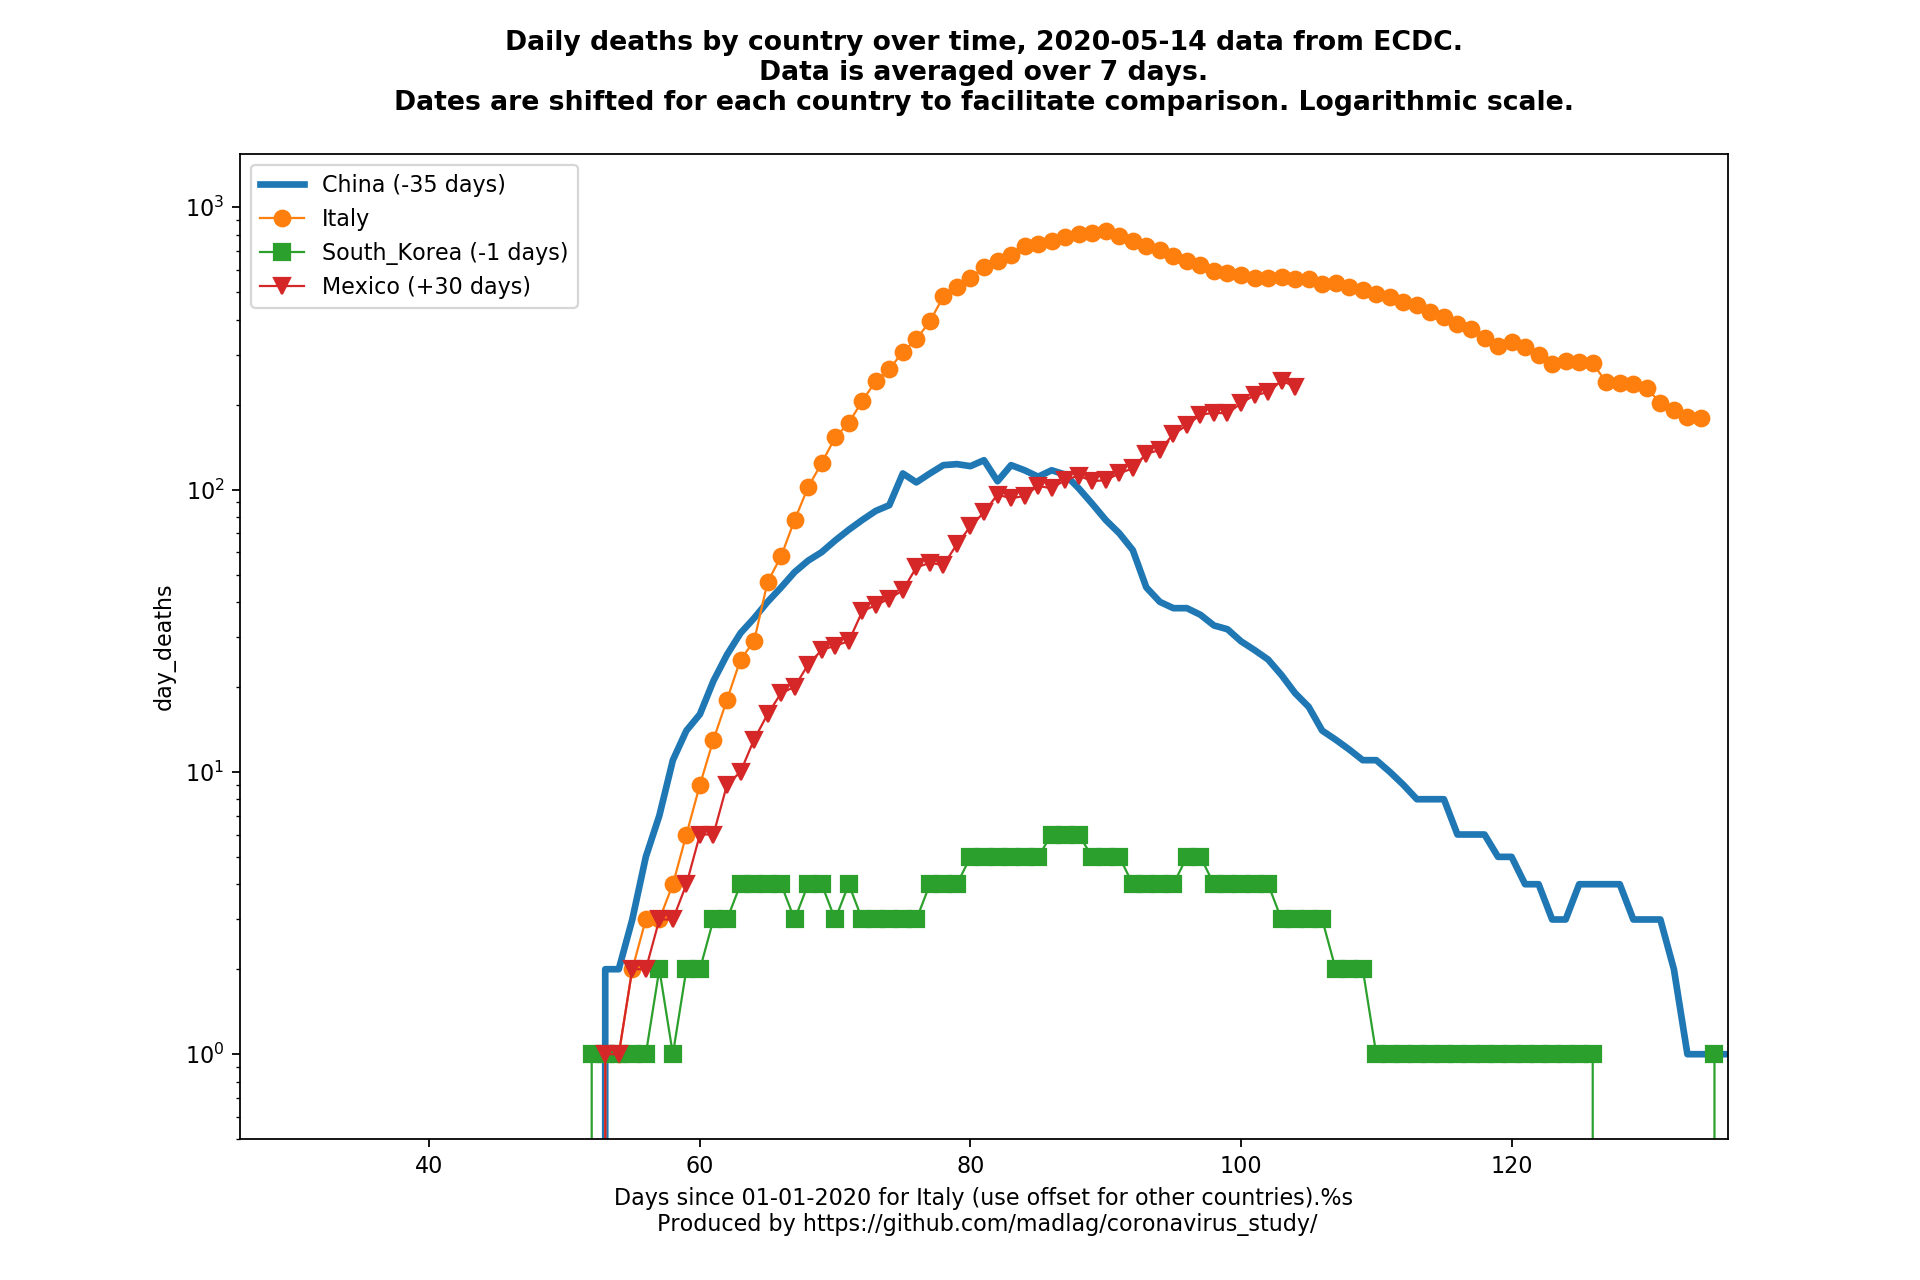 Daily deaths by country over time, 2020-05-14 data from ECDC.
Data is averaged over 7 days.
Dates are shifted for each country to facilitate comparison. Logarithmic scale.
China (-35 days)
Italy
South_Korea (-1 days)
Mexico (+30 days)
10³
10²
10¹
10⁰
day_deaths
40 60 80 100 120
Days since 01-01-2020 for Italy (use offset for other countries).%s
Produced by https://github.com/madlag/coronavirus_study/